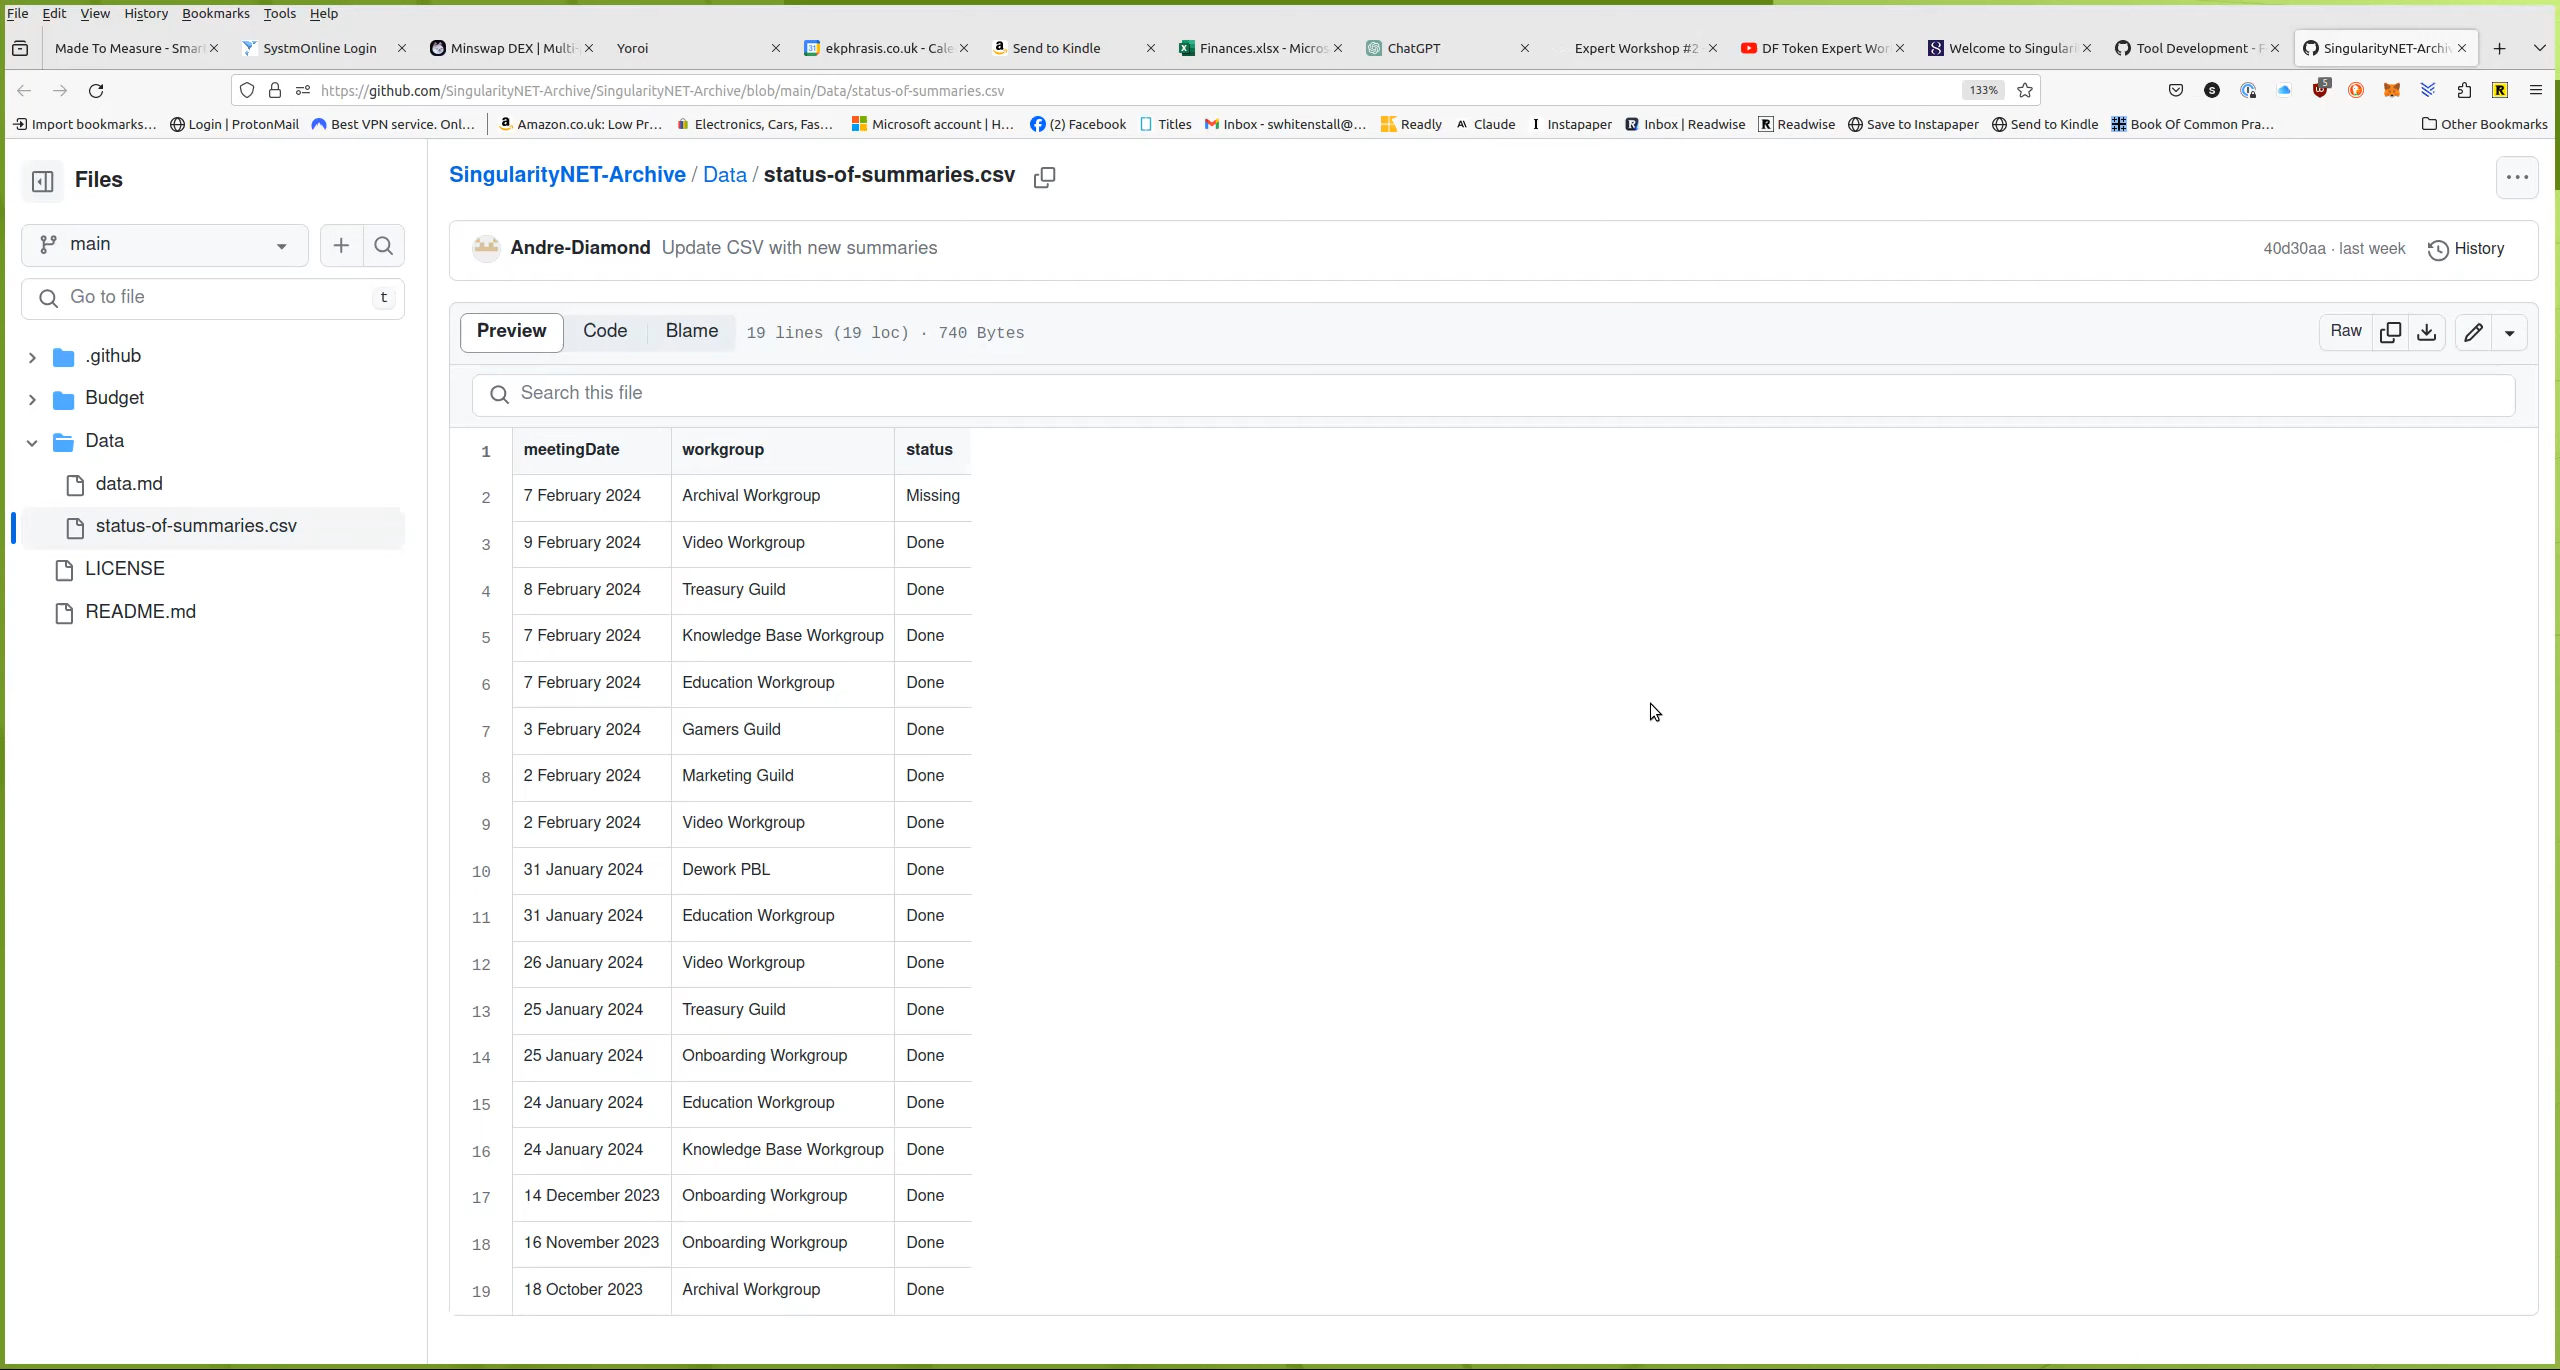 File Edit View History Bookmarks Tools Help
Made To Measure - Smar SystmOnline Login Minswap DEX | Multi- Yoroi ekphrasis.co.uk - Cale Send to Kindle Finances.xlsx - Micros ChatGPT Expert Workshop #2 DF Token Expert Wor Welcome to Singulari Tool Development - F SingularityNET-Archiv
https://github.com/SingularityNET-Archive/SingularityNET-Archive/blob/main/Data/status-of-summaries.csv 133%
Import bookmarks... Login | ProtonMail Best VPN service. Onl... Amazon.co.uk: Low Pr... Electronics, Cars, Fas... Microsoft account | H... (2) Facebook Titles Inbox - swhitenstall@... Readly Claude Instapaper Inbox | Readwise Readwise Save to Instapaper Send to Kindle Book Of Common Pra... Other Bookmarks
Files
SingularityNET-Archive / Data / status-of-summaries.csv
main
Andre-Diamond Update CSV with new summaries 40d30aa · last week History
Go to file t
Preview Code Blame 19 lines (19 loc) · 740 Bytes Raw
.github
Budget
Data
data.md
status-of-summaries.csv
LICENSE
README.md
Search this file
1 meetingDate workgroup status
2 7 February 2024 Archival Workgroup Missing
3 9 February 2024 Video Workgroup Done
4 8 February 2024 Treasury Guild Done
5 7 February 2024 Knowledge Base Workgroup Done
6 7 February 2024 Education Workgroup Done
7 3 February 2024 Gamers Guild Done
8 2 February 2024 Marketing Guild Done
9 2 February 2024 Video Workgroup Done
10 31 January 2024 Dework PBL Done
11 31 January 2024 Education Workgroup Done
12 26 January 2024 Video Workgroup Done
13 25 January 2024 Treasury Guild Done
14 25 January 2024 Onboarding Workgroup Done
15 24 January 2024 Education Workgroup Done
16 24 January 2024 Knowledge Base Workgroup Done
17 14 December 2023 Onboarding Workgroup Done
18 16 November 2023 Onboarding Workgroup Done
19 18 October 2023 Archival Workgroup Done